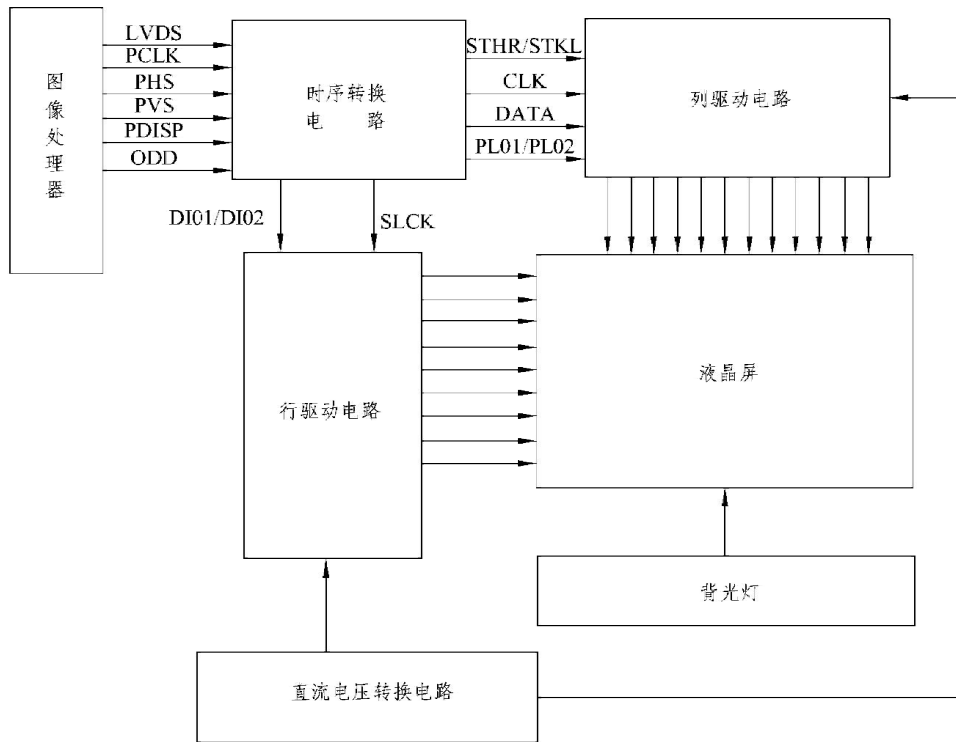 图像处理器
LVDS
PCLK
PHS
PVS
PDISP
ODD
时序转换
电 路
STHR/STKL
CLK
DATA
PL01/PL02
列驱动电路
DI01/DI02
SLCK
行驱动电路
液晶屏
背光灯
直流电压转换电路